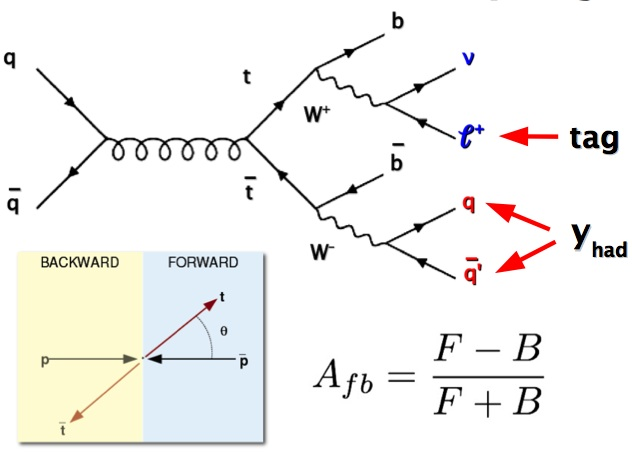 q
q̄
t
t̄
W⁺
W⁻
b
ν
ℓ⁺
tag
b̄
q
q̄'
y_had
BACKWARD FORWARD
t
θ
p
p̄
t̄
A_fb = (F − B) / (F + B)